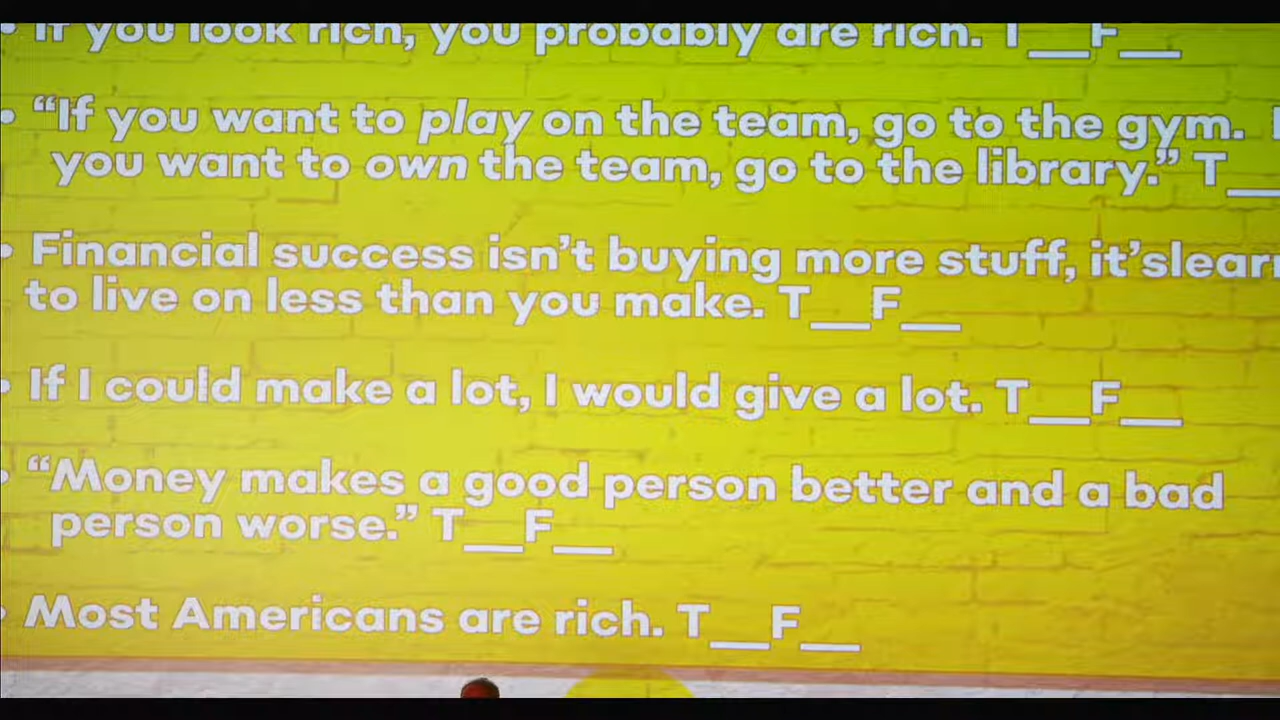 • If you look rich, you probably are rich. T__F__
• “If you want to play on the team, go to the gym.
you want to own the team, go to the library.” T__
• Financial success isn’t buying more stuff, it’slear
to live on less than you make. T__F__
• If I could make a lot, I would give a lot. T__F__
• “Money makes a good person better and a bad
person worse.” T__F__
• Most Americans are rich. T__F__